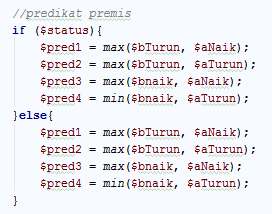 //predikat premis
if ($status){
$pred1 = max($bTurun, $aNaik);
$pred2 = max($bTurun, $aTurun);
$pred3 = max($bnaik, $aNaik);
$pred4 = min($bnaik, $aTurun);
}else{
$pred1 = max($bTurun, $aNaik);
$pred2 = max($bTurun, $aTurun);
$pred3 = max($bnaik, $aNaik);
$pred4 = min($bnaik, $aTurun);
}